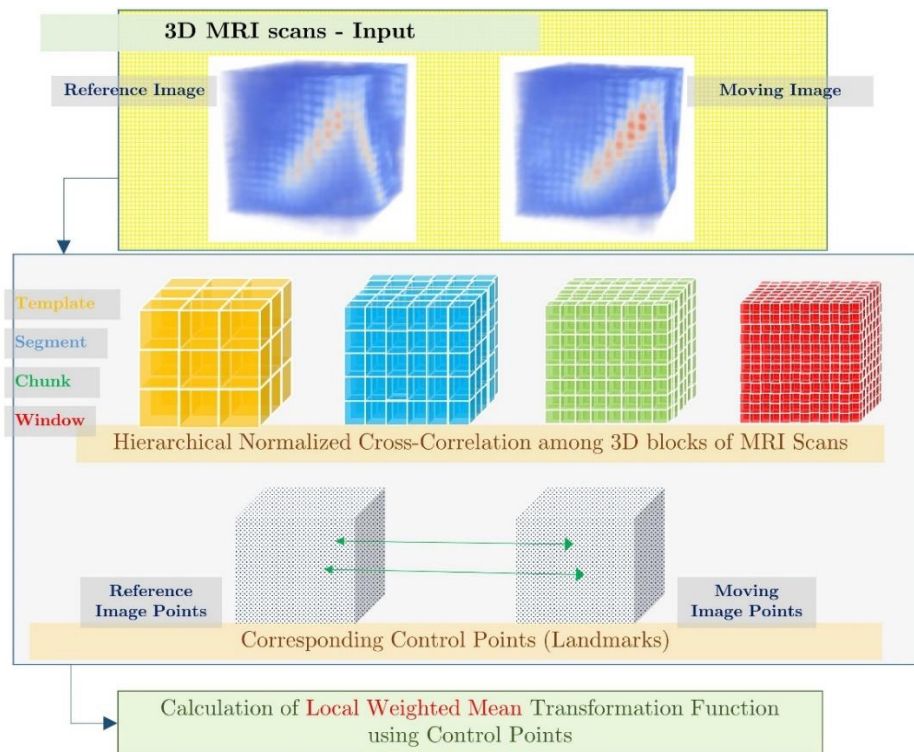 3D MRI scans - Input
Reference Image
Moving Image
Template
Segment
Chunk
Window
Hierarchical Normalized Cross-Correlation among 3D blocks of MRI Scans
Reference
Image Points
Moving
Image Points
Corresponding Control Points (Landmarks)
Calculation of Local Weighted Mean Transformation Function
using Control Points